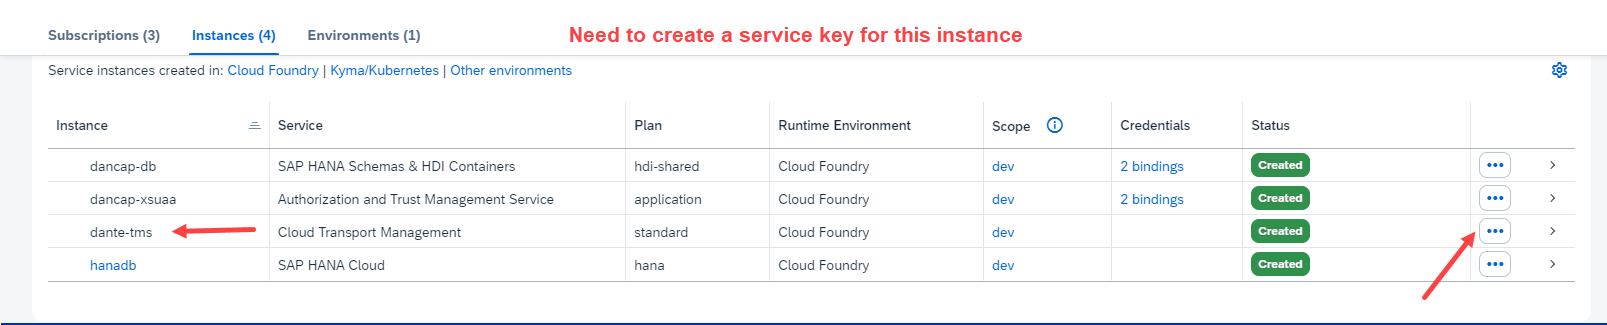 Subscriptions (3) Instances (4) Environments (1) Need to create a service key for this instance
Service instances created in: Cloud Foundry | Kyma/Kubernetes | Other environments
Instance Service Plan Runtime Environment Scope Credentials Status
dancap-db SAP HANA Schemas & HDI Containers hdi-shared Cloud Foundry dev 2 bindings Created
dancap-xsuaa Authorization and Trust Management Service application Cloud Foundry dev 2 bindings Created
dante-tms Cloud Transport Management standard Cloud Foundry dev Created
hanadb SAP HANA Cloud hana Cloud Foundry dev Created